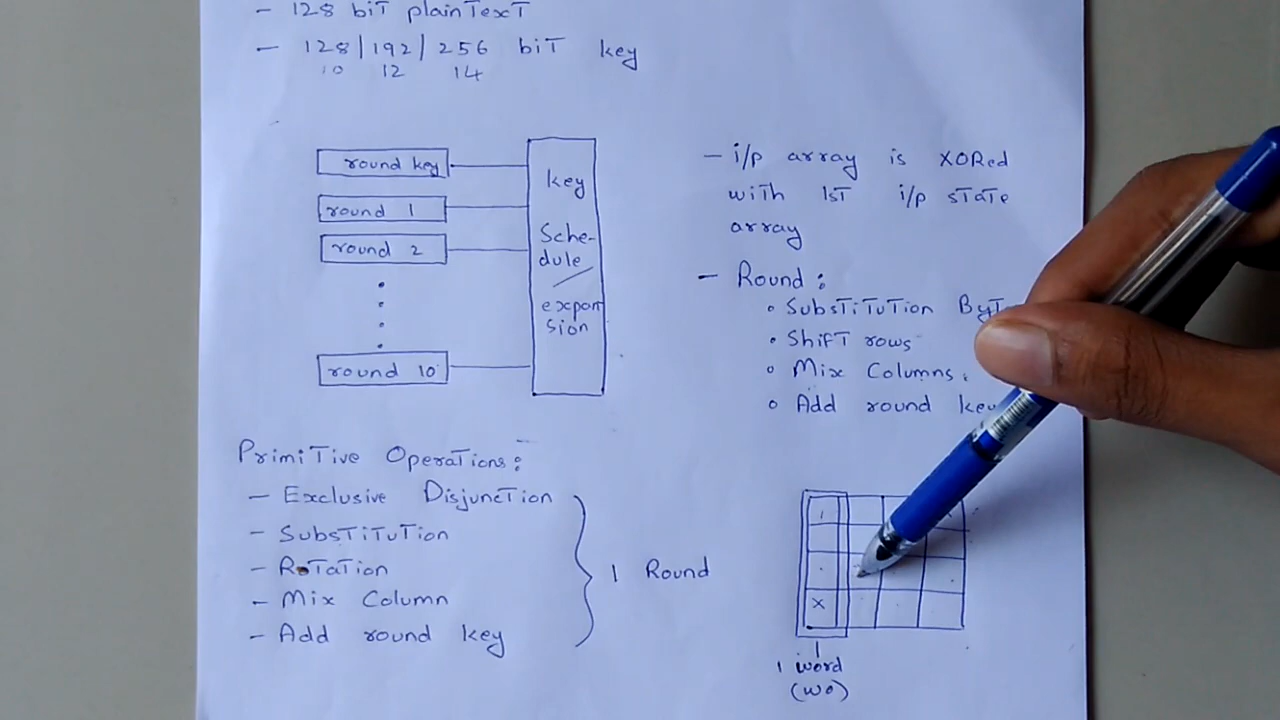 - 128 biT plainTexT
- 128/192/256 biT key
10 12 14
round key
round 1
round 2
round 10
key
Sche-
dule
/
expan
sion
- i/p array is XORed
with 1sT i/p sTaTe
array
- Round:
• SubsTiTuTion
• ShifT rows
• Mix Columns.
• Add round key
PrimiTive OperaTions:
- Exclusive DisjuncTion
- SubsTiTuTion
- RoTaTion
- Mix Column
- Add round key
1 Round
X
1 word
(w0)